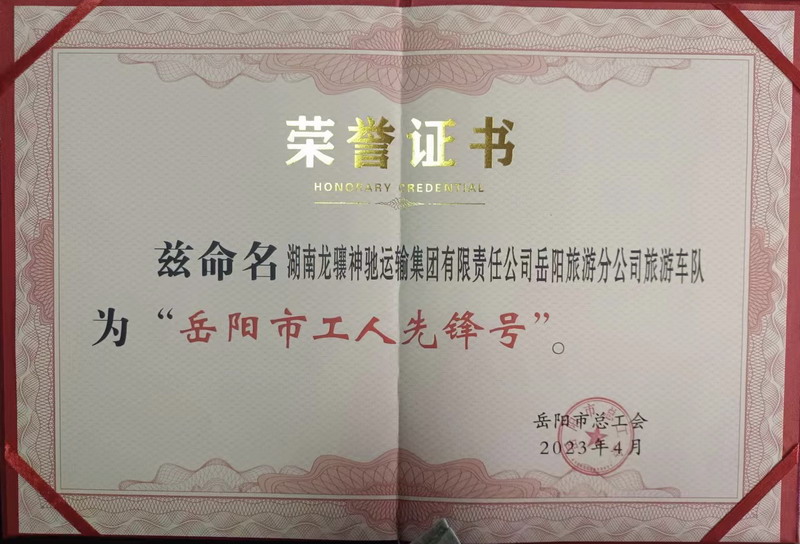 荣誉证书
HONORARY CREDENTIAL
兹命名湖南龙骧神驰运输集团有限责任公司岳阳旅游分公司旅游车队
为“岳阳市工人先锋号”。
岳阳市总工会
2023年4月